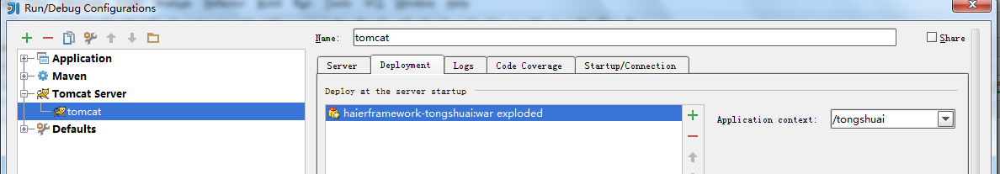 Run/Debug Configurations
Name: tomcat
Share
Application
Maven
Tomcat Server
tomcat
Defaults
Server Deployment Logs Code Coverage Startup/Connection
Deploy at the server startup
haierframework-tongshuai:war exploded
Application context: /tongshuai